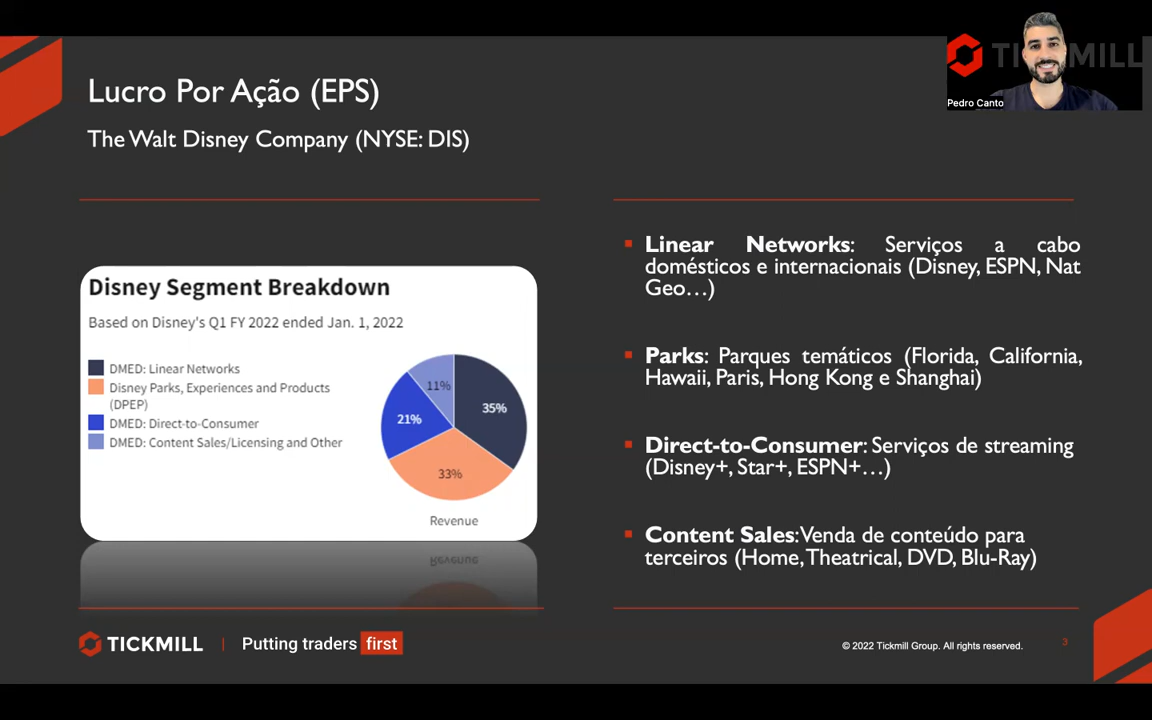 TICKMILL
Pedro Canto
Lucro Por Ação (EPS)
The Walt Disney Company (NYSE: DIS)
Disney Segment Breakdown
Based on Disney's Q1 FY 2022 ended Jan. 1, 2022
DMED: Linear Networks
Disney Parks, Experiences and Products
(DPEP)
DMED: Direct-to-Consumer
DMED: Content Sales/Licensing and Other
11%
35%
21%
33%
Revenue
Revenue
▪ Linear Networks: Serviços a cabo
domésticos e internacionais (Disney, ESPN, Nat
Geo…)
▪ Parks: Parques temáticos (Florida, California,
Hawaii, Paris, Hong Kong e Shanghai)
▪ Direct-to-Consumer: Serviços de streaming
(Disney+, Star+, ESPN+…)
▪ Content Sales: Venda de conteúdo para
terceiros (Home, Theatrical, DVD, Blu-Ray)
TICKMILL | Putting traders first
© 2022 Tickmill Group. All rights reserved.
3